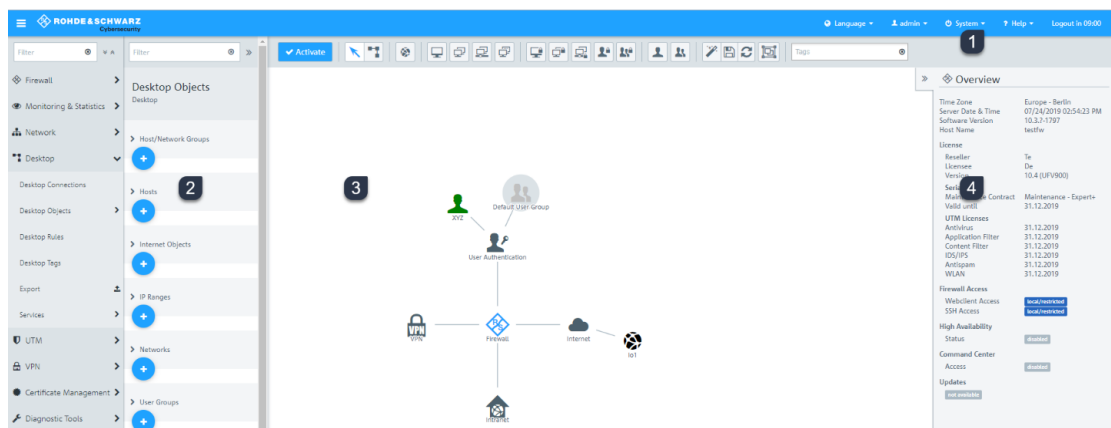 ROHDE&SCHWARZ
Cybersecurity
Language
admin
System
? Help
Logout in 09:00
1
Filter
Filter
Activate
Tags
Firewall
Monitoring & Statistics
Network
Desktop
Desktop Connections
Desktop Objects
Desktop Rules
Desktop Tags
Export
Services
UTM
VPN
Certificate Management
Diagnostic Tools
Desktop Objects
Desktop
Host/Network Groups
2
Hosts
Internet Objects
IP Ranges
Networks
User Groups
3
Default User Group
XYZ
User Authentication
VPN
VPN
Firewall
Internet
Intranet
Overview
Time Zone Europe - Berlin
Server Date & Time 07/24/2019 02:54:23 PM
Software Version 10.3.?-1797
Host Name testfw
License
Reseller Te
Licensee De
Version 10.4 (UFV900)
4
Contract Maintenance - Expert+
Valid until 31.12.2019
UTM Licenses
Antivirus 31.12.2019
Application Filter 31.12.2019
Content Filter 31.12.2019
IDS/IPS 31.12.2019
Antispam 31.12.2019
WLAN 31.12.2019
Firewall Access
Webclient Access local/restricted
SSH Access local/restricted
High Availability
Status disabled
Command Center
Access disabled
Updates
not available